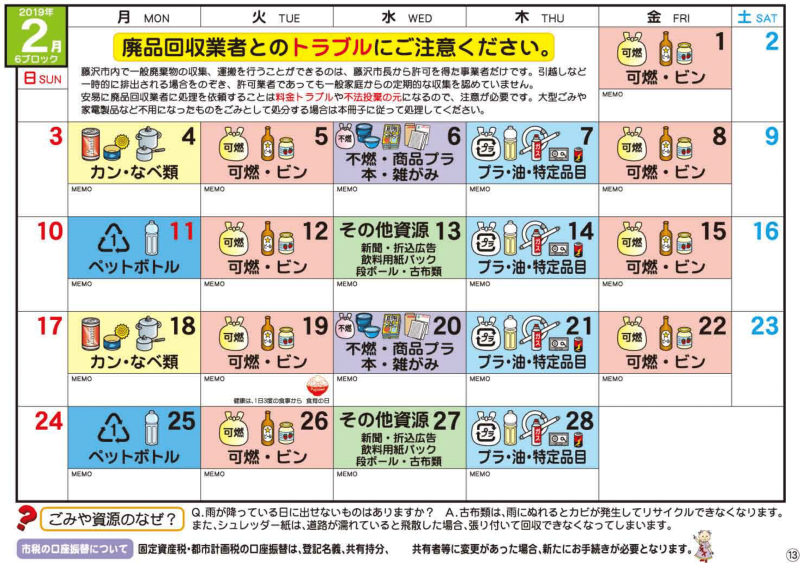 2019年
2月
6ブロック
月 MON
火 TUE
水 WED
木 THU
金 FRI
土 SAT
日 SUN
廃品回収業者とのトラブルにご注意ください。
藤沢市内で一般廃棄物の収集、運搬を行うことができるのは、藤沢市長から許可を得た事業者だけです。引越しなど
一時的に排出される場合をのぞき、許可業者であっても一般家庭からの定期的な収集を認めていません。
安易に廃品回収業者に処理を依頼することは料金トラブルや不法投棄の元になるので、注意が必要です。大型ごみや
家電製品など不用になったものをごみとして処分する場合は本冊子に従って処理してください。
可燃
1
可燃・ビン
MEMO
2
3
4
カン・なべ類
MEMO
可燃
5
可燃・ビン
MEMO
不燃
6
不燃・商品プラ
本・雑がみ
MEMO
プラ
7
プラ・油・特定品目
MEMO
可燃
8
可燃・ビン
MEMO
9
10
1
11
ペットボトル
MEMO
可燃
12
可燃・ビン
MEMO
その他資源 13
新聞・折込広告
飲料用紙パック
段ボール・古布類
MEMO
プラ
14
プラ・油・特定品目
MEMO
可燃
15
可燃・ビン
MEMO
16
17
18
カン・なべ類
MEMO
可燃
19
可燃・ビン
MEMO
健康は、1日3度の食事から 食育の日
不燃
20
不燃・商品プラ
本・雑がみ
MEMO
プラ
21
プラ・油・特定品目
MEMO
可燃
22
可燃・ビン
MEMO
23
24
1
25
ペットボトル
MEMO
可燃
26
可燃・ビン
MEMO
その他資源 27
新聞・折込広告
飲料用紙パック
段ボール・古布類
MEMO
プラ
28
プラ・油・特定品目
MEMO
?
ごみや資源のなぜ?
Q.雨が降っている日に出せないものはありますか? A.古布類は、雨にぬれるとカビが発生してリサイクルできなくなります。
また、シュレッダー紙は、道路が濡れていると飛散した場合、張り付いて回収できなくなってしまいます。
市税の口座振替について
固定資産税・都市計画税の口座振替は、登記名義、共有持分、 共有者等に変更があった場合、新たにお手続きが必要となります。
⑬